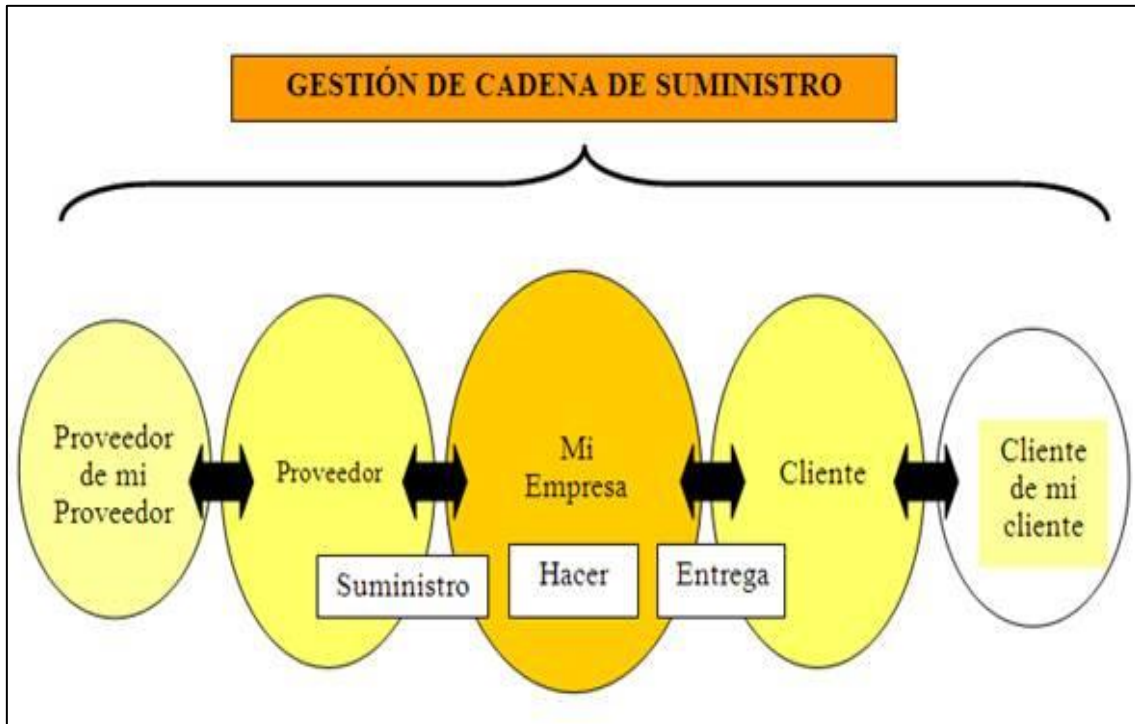 GESTIÓN DE CADENA DE SUMINISTRO
Proveedor
de mi
Proveedor
Proveedor
Mi
Empresa
Cliente
Cliente
de mi
cliente
Suministro
Hacer
Entrega